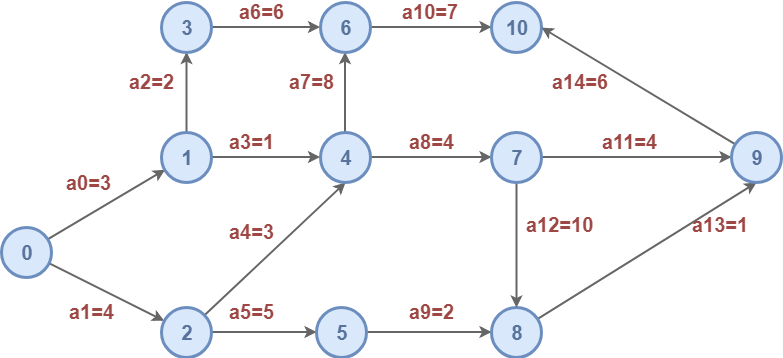 a6=6
a10=7
3
6
10
a2=2
a7=8
a14=6
a3=1
a8=4
a11=4
1
4
7
9
a0=3
a4=3
a12=10
a13=1
0
a1=4
a5=5
a9=2
2
5
8